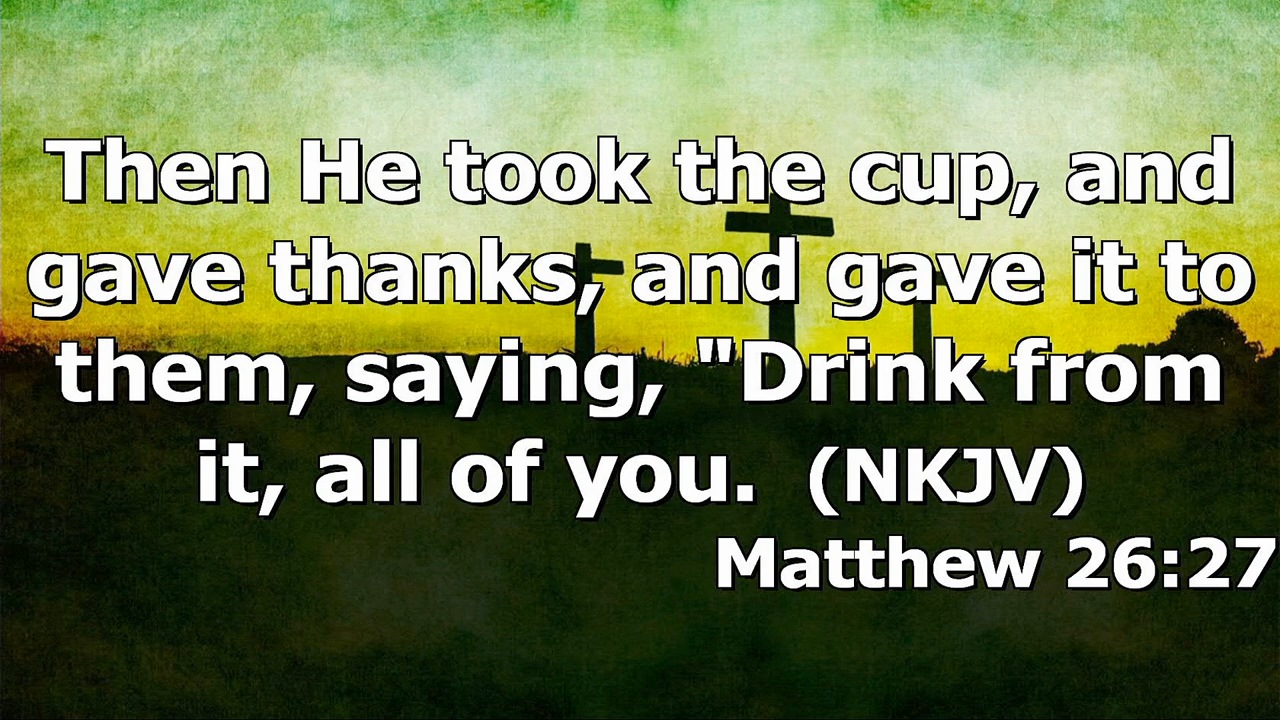 Then He took the cup, and
gave thanks, and gave it to
them, saying, "Drink from
it, all of you.  (NKJV)
Matthew 26:27